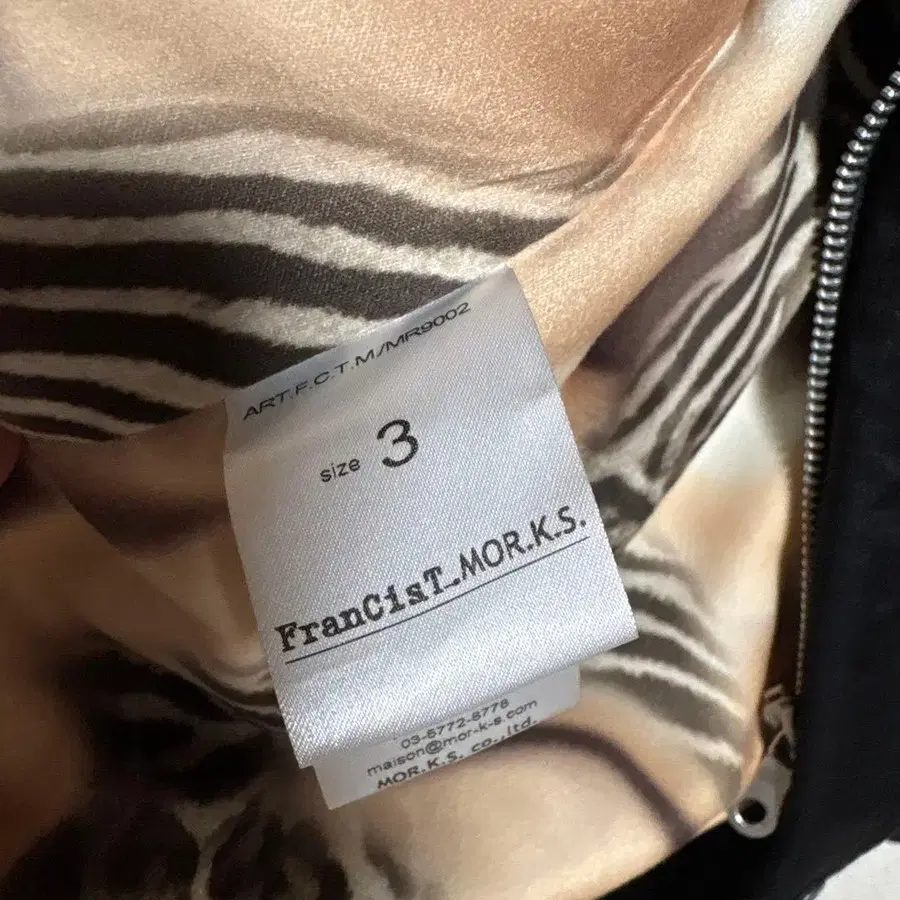 ART.F.C.T.M/MR9002
size 3
FranCisT_MOR.K.S.
03-5772-8778
maison@mor-k-s.com
MOR.K.S. co.,ltd.